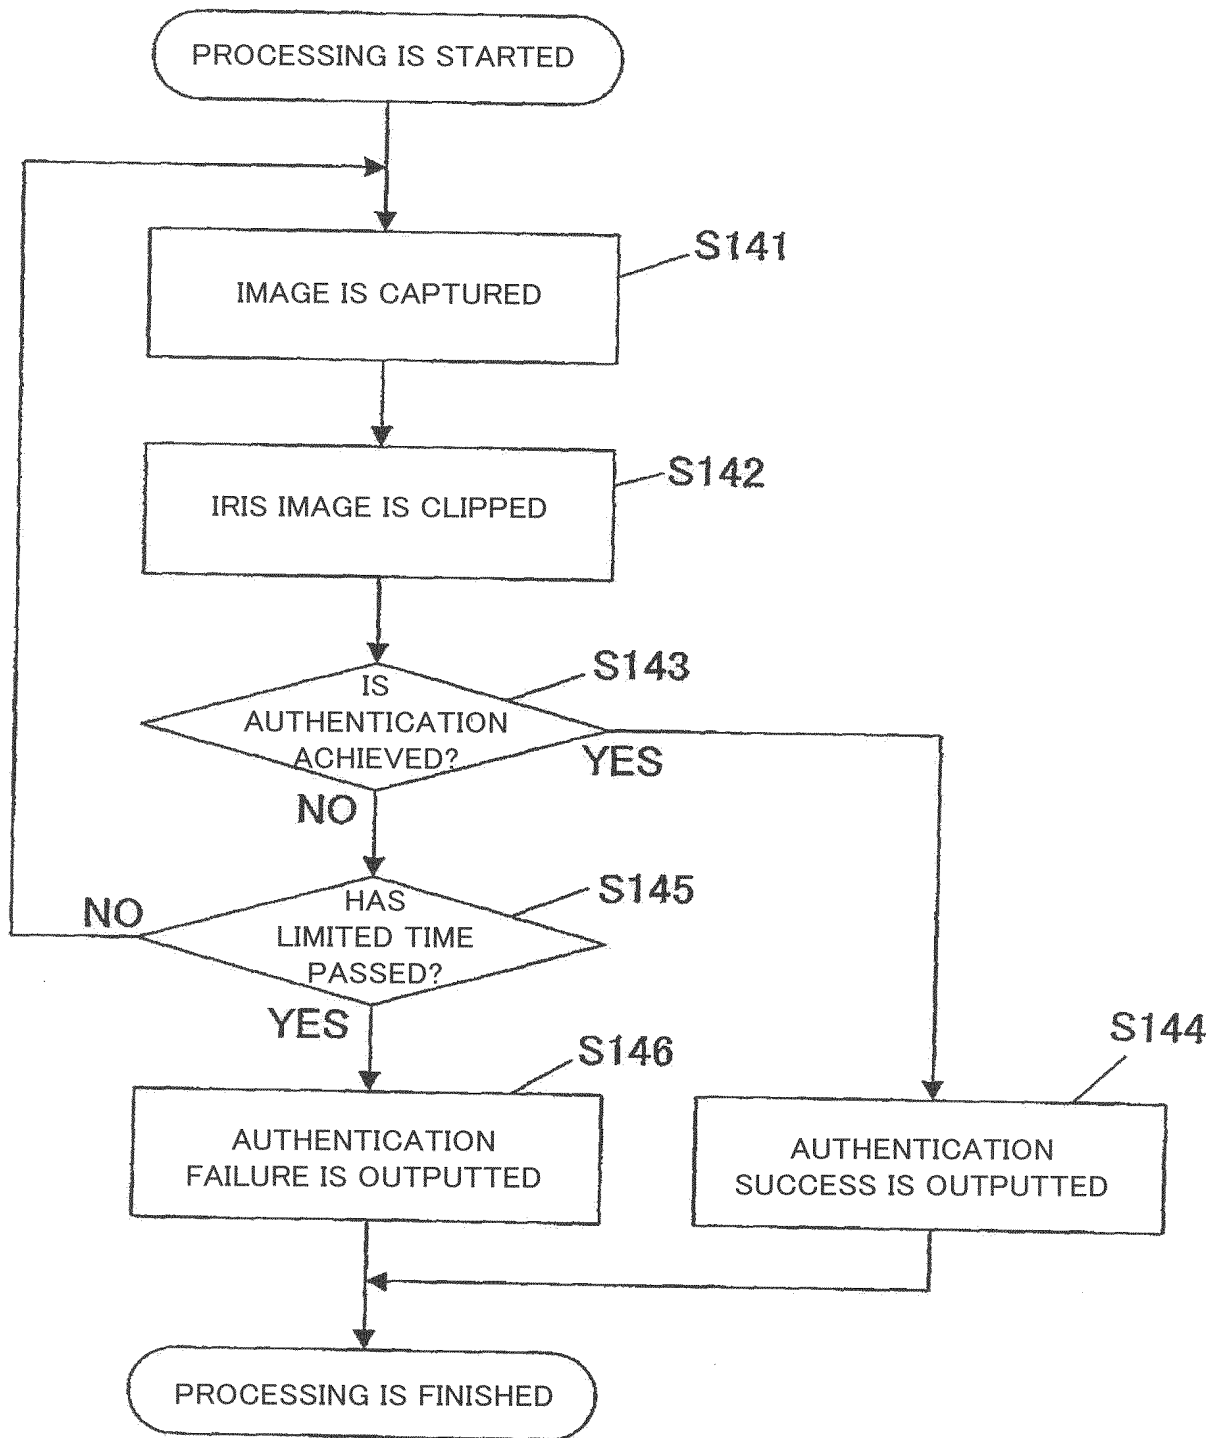 PROCESSING IS STARTED
S141
IMAGE IS CAPTURED
S142
IRIS IMAGE IS CLIPPED
S143
IS
AUTHENTICATION
ACHIEVED?
YES
NO
S145
HAS
LIMITED TIME
PASSED?
NO
YES
S146
AUTHENTICATION
FAILURE IS OUTPUTTED
S144
AUTHENTICATION
SUCCESS IS OUTPUTTED
PROCESSING IS FINISHED